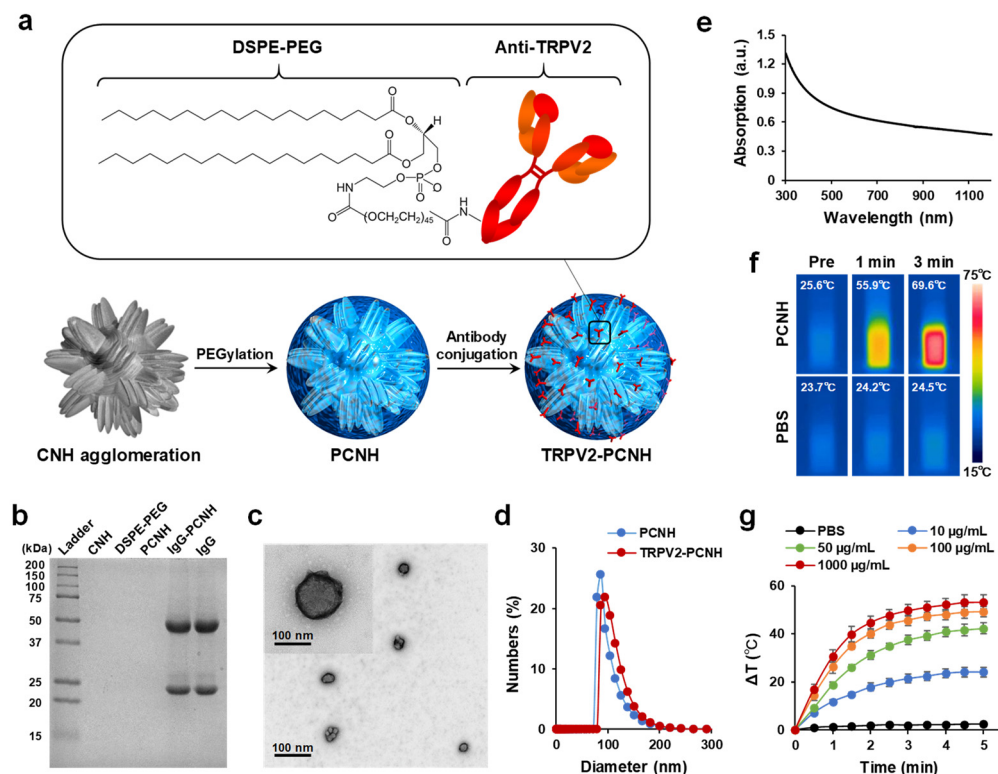 a
DSPE-PEG
Anti-TRPV2
O
O
H
O
O
O
O
P
O
O
HN
O
(OCH₂CH₂)₄₅
H
N
O
PEGylation
Antibody
conjugation
CNH agglomeration
PCNH
TRPV2-PCNH
b
(kDa)
Ladder
CNH
DSPE-PEG
PCNH
IgG-PCNH
IgG
200
150
100
75
50
37
25
20
15
c
100 nm
100 nm
d
PCNH
TRPV2-PCNH
Numbers (%)
30
20
10
0
0 100 200 300
Diameter (nm)
e
Absorption (a.u.)
1.5
1.2
0.9
0.6
0.3
0
300 500 700 900 1100
Wavelength (nm)
f
Pre 1 min 3 min
PCNH
25.6℃ 55.9℃ 69.6℃
PBS
23.7℃ 24.2℃ 24.5℃
75℃
15℃
g
PBS 10 µg/mL
50 µg/mL 100 µg/mL
1000 µg/mL
ΔT (℃)
60
40
20
0
0 1 2 3 4 5
Time (min)